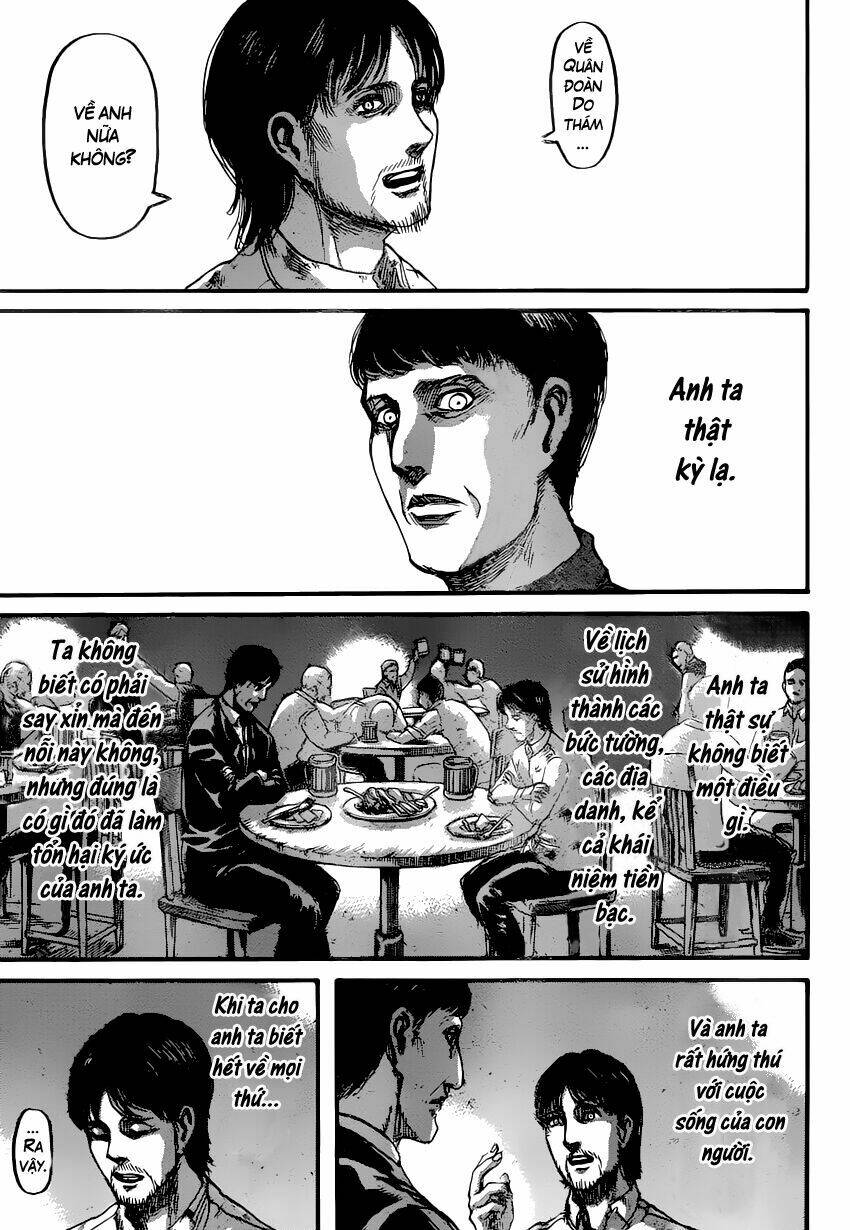 VỀ
QUÂN
ĐOÀN
DO
THÁM
...
VỀ ANH
NỮA
KHÔNG?
Anh ta
thật
kỳ lạ.
Anh ta
thật sự
không biết
một điều
gì.
Về lịch
sử hình
thành các
bức tường,
các địa
danh, kể
cả khái
niệm tiền
bạc.
Ta không
biết có phải
say xỉn mà đến
nỗi này không,
nhưng đúng là
có gì đó đã làm
tổn hại ký ức
của anh ta.
Và anh ta
rất hứng thú
với cuộc
sống của con
người.
Khi ta cho
anh ta biết
hết về mọi
thứ...
...
RA
VẬY.